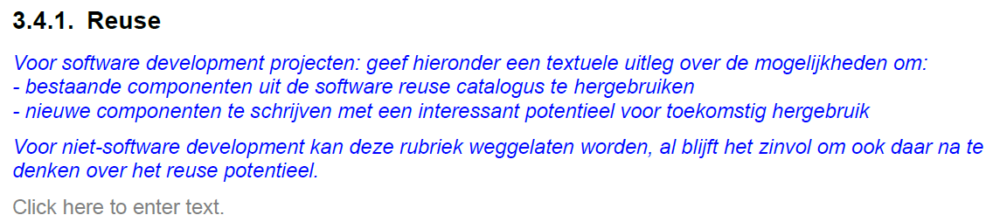 3.4.1. Reuse
Voor software development projecten: geef hieronder een textuele uitleg over de mogelijkheden om:
- bestaande componenten uit de software reuse catalogus te hergebruiken
- nieuwe componenten te schrijven met een interessant potentieel voor toekomstig hergebruik
Voor niet-software development kan deze rubriek weggelaten worden, al blijft het zinvol om ook daar na te
denken over het reuse potentieel.
Click here to enter text.